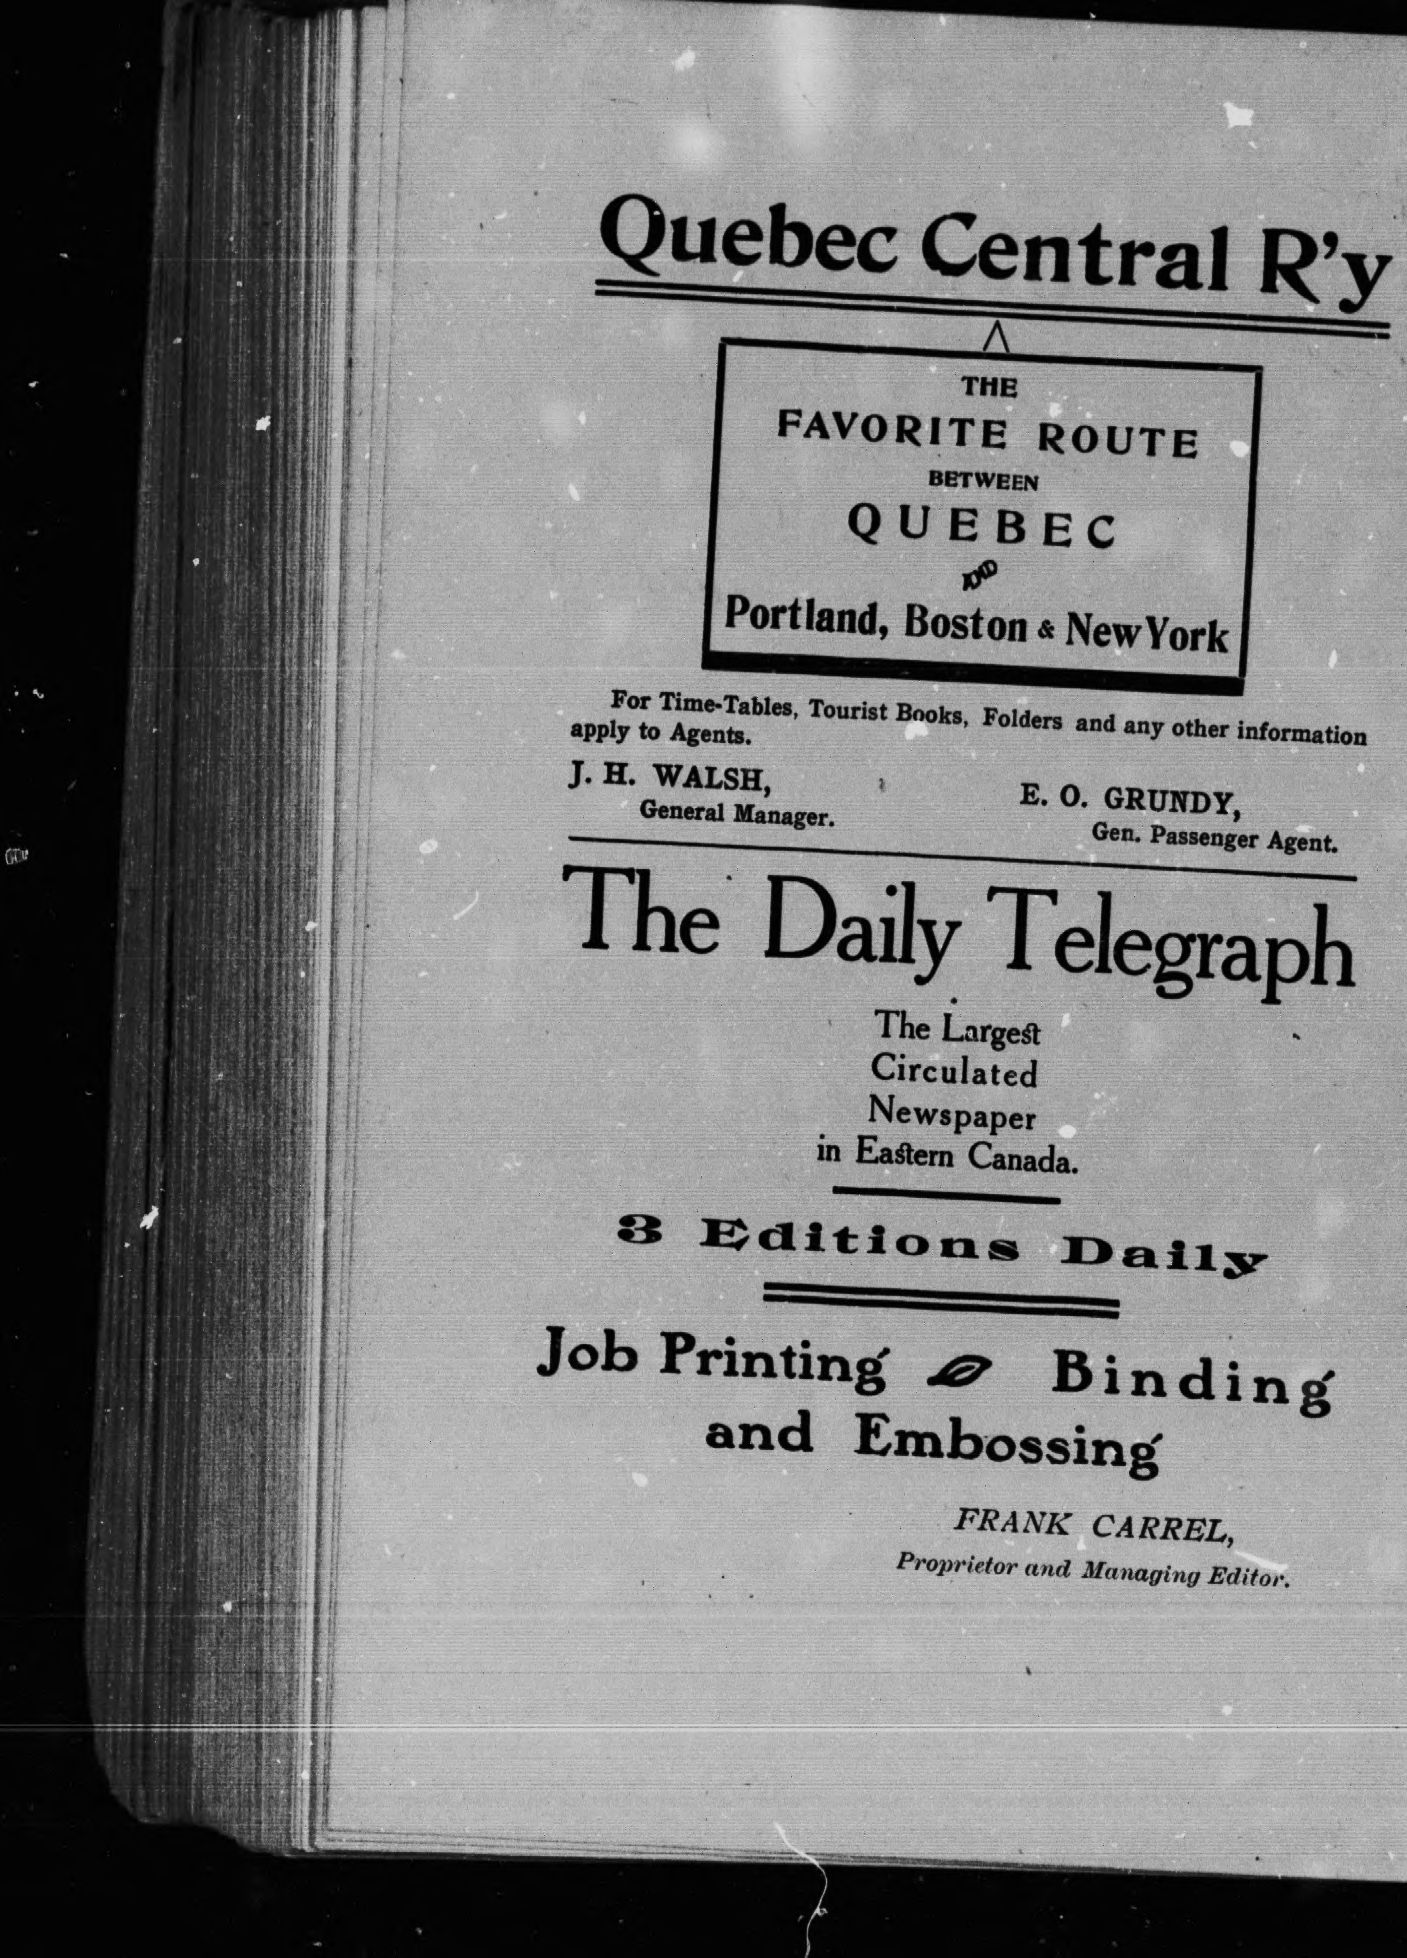 Quebec Central R'y
THE
FAVORITE ROUTE
BETWEEN
QUEBEC
AND
Portland, Boston & New York
For Time-Tables, Tourist Books, Folders and any other information
apply to Agents.
J. H. WALSH,
General Manager.
E. O. GRUNDY,
Gen. Passenger Agent.
The Daily Telegraph
The Largest
Circulated
Newspaper
in Eastern Canada.
3 Editions Daily
Job Printing Binding
and Embossing
FRANK CARREL,
Proprietor and Managing Editor.